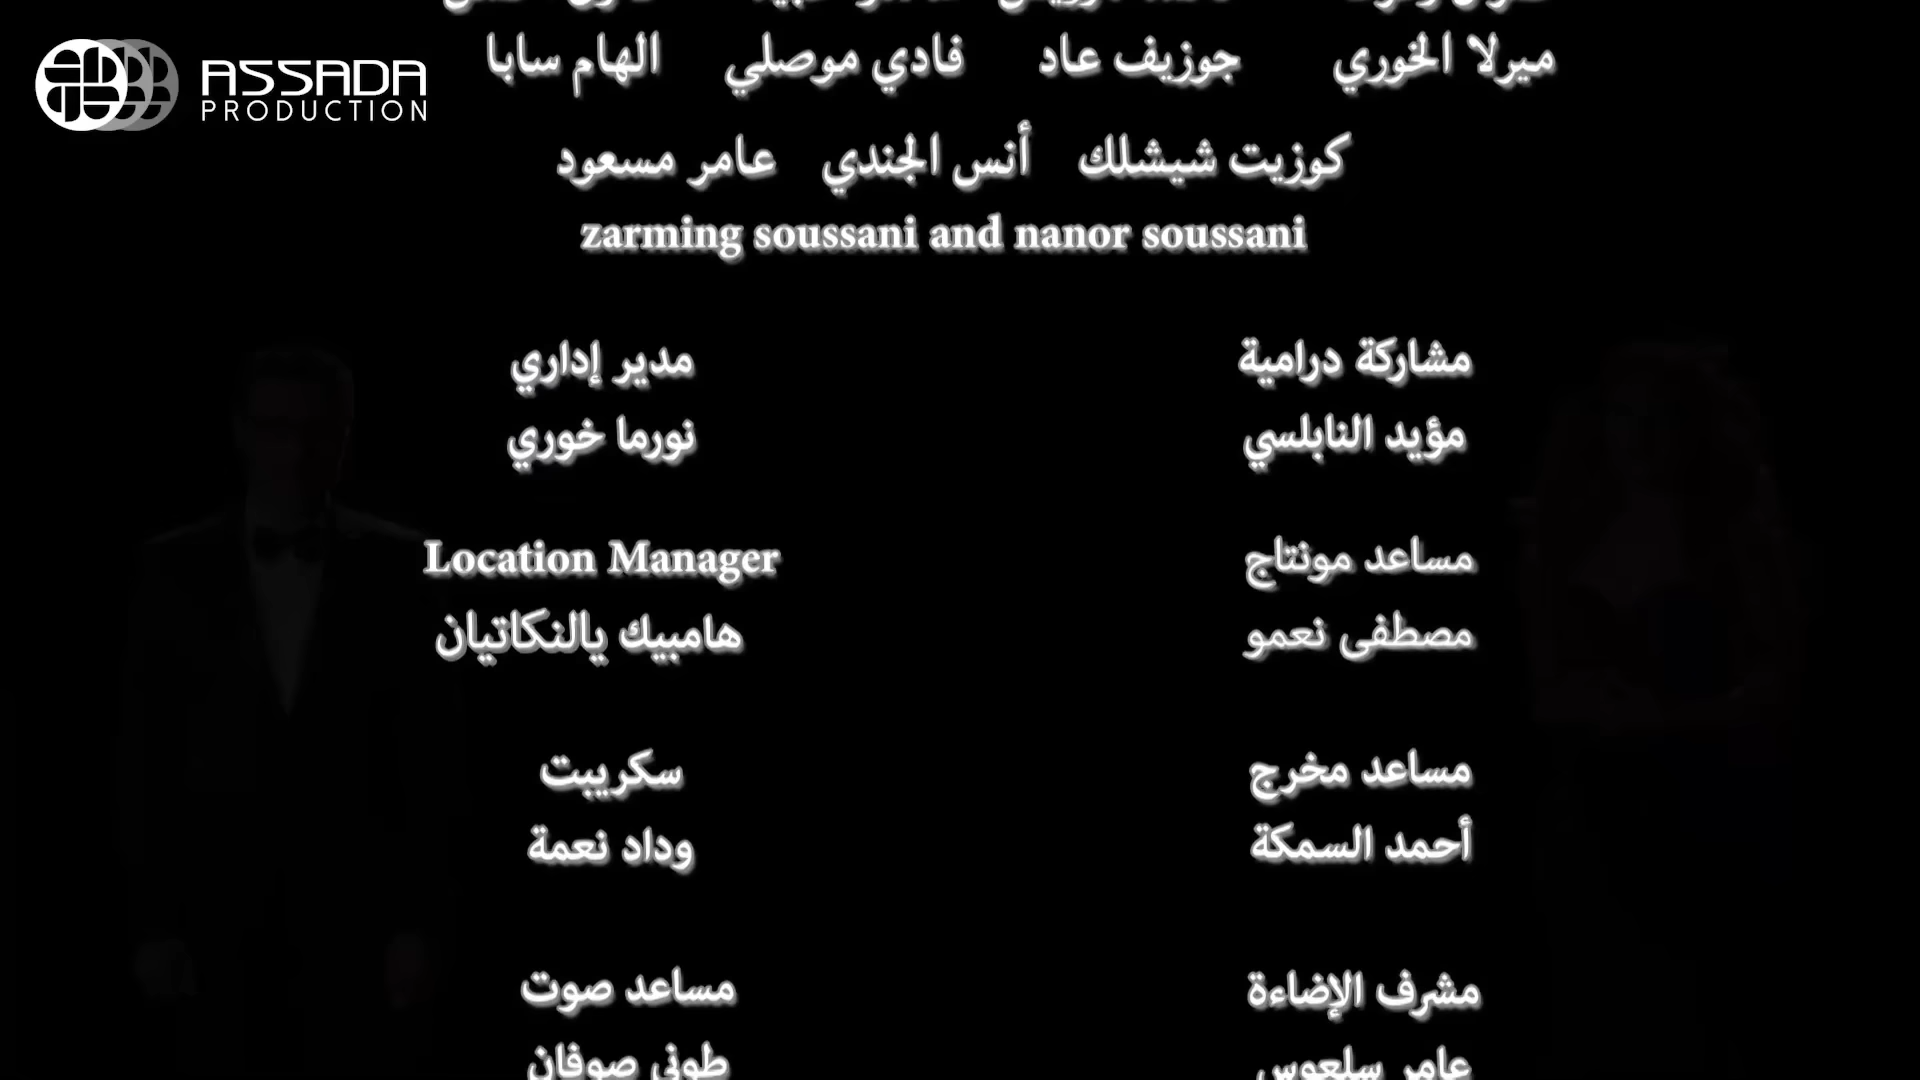 ASSADA
PRODUCTION
ميرلا الخوري جوزيف عاد فادي موصلي الهام سابا
كوزيت شيشلك أنس الجندي عامر مسعود
zarming soussani and nanor soussani
مشاركة درامية
مؤيد النابلسي
مدير إداري
نورما خوري
مساعد مونتاج
مصطفى نعمو
Location Manager
هامبيك يالنكاتيان
مساعد مخرج
أحمد السمكة
سكريبت
وداد نعمة
مشرف الإضاءة
عامر سلعوس
مساعد صوت
طوني صوفان